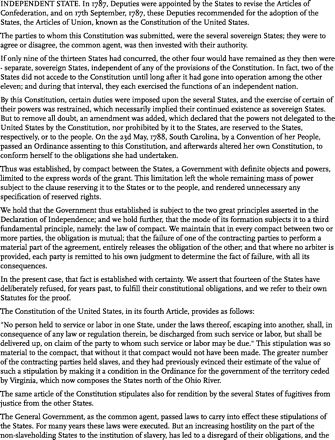 INDEPENDENT STATE. In 1787, Deputies were appointed by the States to revise the Articles of
Confederation, and on 17th September, 1787, these Deputies recommended for the adoption of
the States, the Articles of Union, known as the Constitution of the United States.
The parties to whom this Constitution was submitted, were the several sovereign States; they were to
agree or disagree, the common agent, was then invested with their authority.
If only nine of the thirteen States had concurred, the other four would have remained as they then were
- separate, sovereign States, independent of any of the provisions of the Constitution. In fact, two of the
States did not accede to the Constitution until long after it had gone into operation among the other
eleven; and during that interval, they each exercised the functions of an independent nation.
By this Constitution, certain duties were imposed upon the several States, and the exercise of certain of
their powers was restrained, which necessarily implied their continued existence as sovereign States.
But to remove all doubt, an amendment was added, which declared that the powers not delegated to the
United States by the Constitution, nor prohibited by it to the States, are reserved to the States,
respectively, or to the people. On the 23d May, 1788, South Carolina, by a Convention of her People,
passed an Ordinance assenting to this Constitution, and afterwards altered her own Constitution, to
conform herself to the obligations she had undertaken.
Thus was established, by compact between the States, a Government with definite objects and powers,
limited to the express words of the grant. This limitation left the whole remaining mass of power
subject to the clause reserving it to the States or to the people, and rendered unnecessary any
specification of reserved rights.
We hold that the Government thus established is subject to the two great principles asserted in the
Declaration of Independence; and we hold further, that the mode of its formation subjects it to a third
fundamental principle, namely: the law of compact. We maintain that in every compact between two or
more parties, the obligation is mutual; that the failure of one of the contracting parties to perform a
material part of the agreement, entirely releases the obligation of the other; and that where no arbiter is
provided, each party is remitted to his own judgment to determine the fact of failure, with all its
consequences.
In the present case, that fact is established with certainty. We assert that fourteen of the States have
deliberately refused, for years past, to fulfill their constitutional obligations, and we refer to their own
Statutes for the proof.
The Constitution of the United States, in its fourth Article, provides as follows:
"No person held to service or labor in one State, under the laws thereof, escaping into another, shall, in
consequence of any law or regulation therein, be discharged from such service or labor, but shall be
delivered up, on claim of the party to whom such service or labor may be due." This stipulation was so
material to the compact, that without it that compact would not have been made. The greater number
of the contracting parties held slaves, and they had previously evinced their estimate of the value of
such a stipulation by making it a condition in the Ordinance for the government of the territory ceded
by Virginia, which now composes the States north of the Ohio River.
The same article of the Constitution stipulates also for rendition by the several States of fugitives from
justice from the other States.
The General Government, as the common agent, passed laws to carry into effect these stipulations of
the States. For many years these laws were executed. But an increasing hostility on the part of the
non-slaveholding States to the institution of slavery, has led to a disregard of their obligations, and the